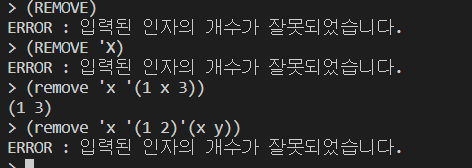 > (REMOVE)
ERROR : 입력된 인자의 개수가 잘못되었습니다.
> (REMOVE 'X)
ERROR : 입력된 인자의 개수가 잘못되었습니다.
> (remove 'x '(1 x 3))
(1 3)
> (remove 'x '(1 2)'(x y))
ERROR : 입력된 인자의 개수가 잘못되었습니다.
>